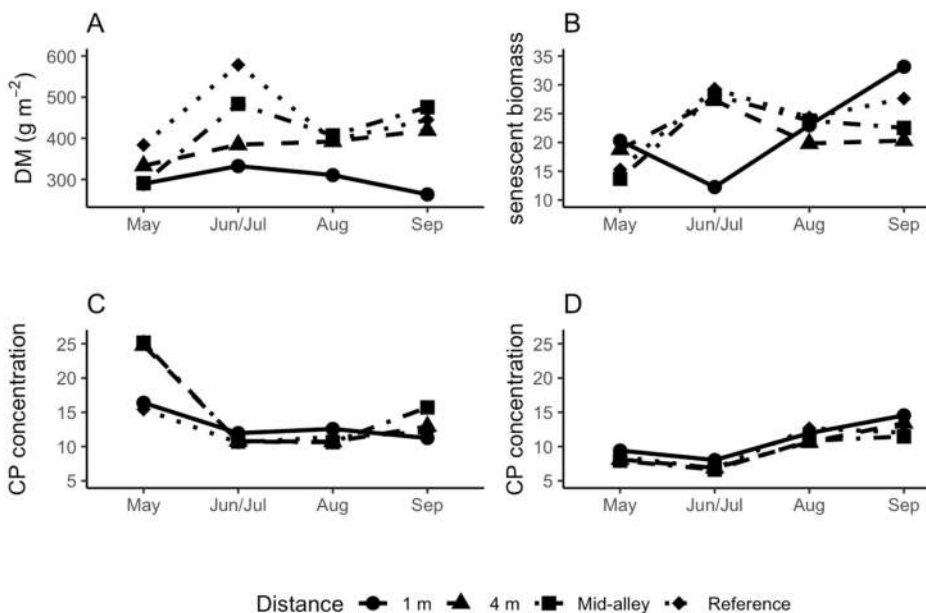 A
DM (g m⁻²)
600
500
400
300
May Jun/Jul Aug Sep
B
senescent biomass
35
30
25
20
15
10
May Jun/Jul Aug Sep
C
CP concentration
25
20
15
10
5
May Jun/Jul Aug Sep
D
CP concentration
25
20
15
10
5
May Jun/Jul Aug Sep
Distance 1 m 4 m Mid-alley Reference